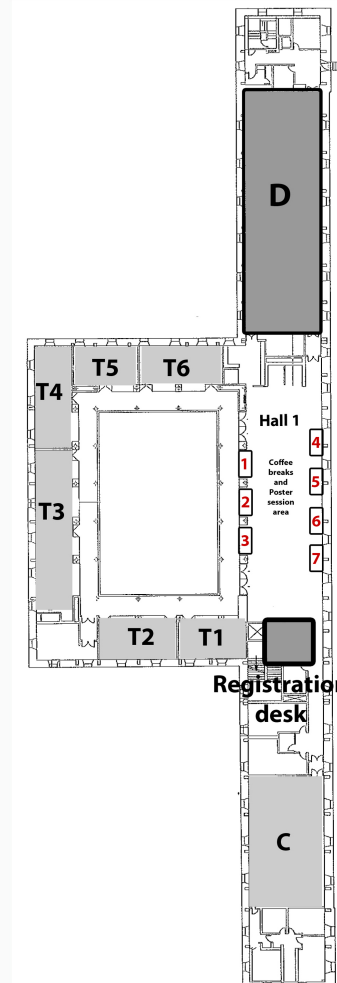 D
T5
T6
T4
Hall 1
4
1
Coffee
breaks
and
Poster
session
area
5
2
T3
6
3
7
T2
T1
Registration
desk
C